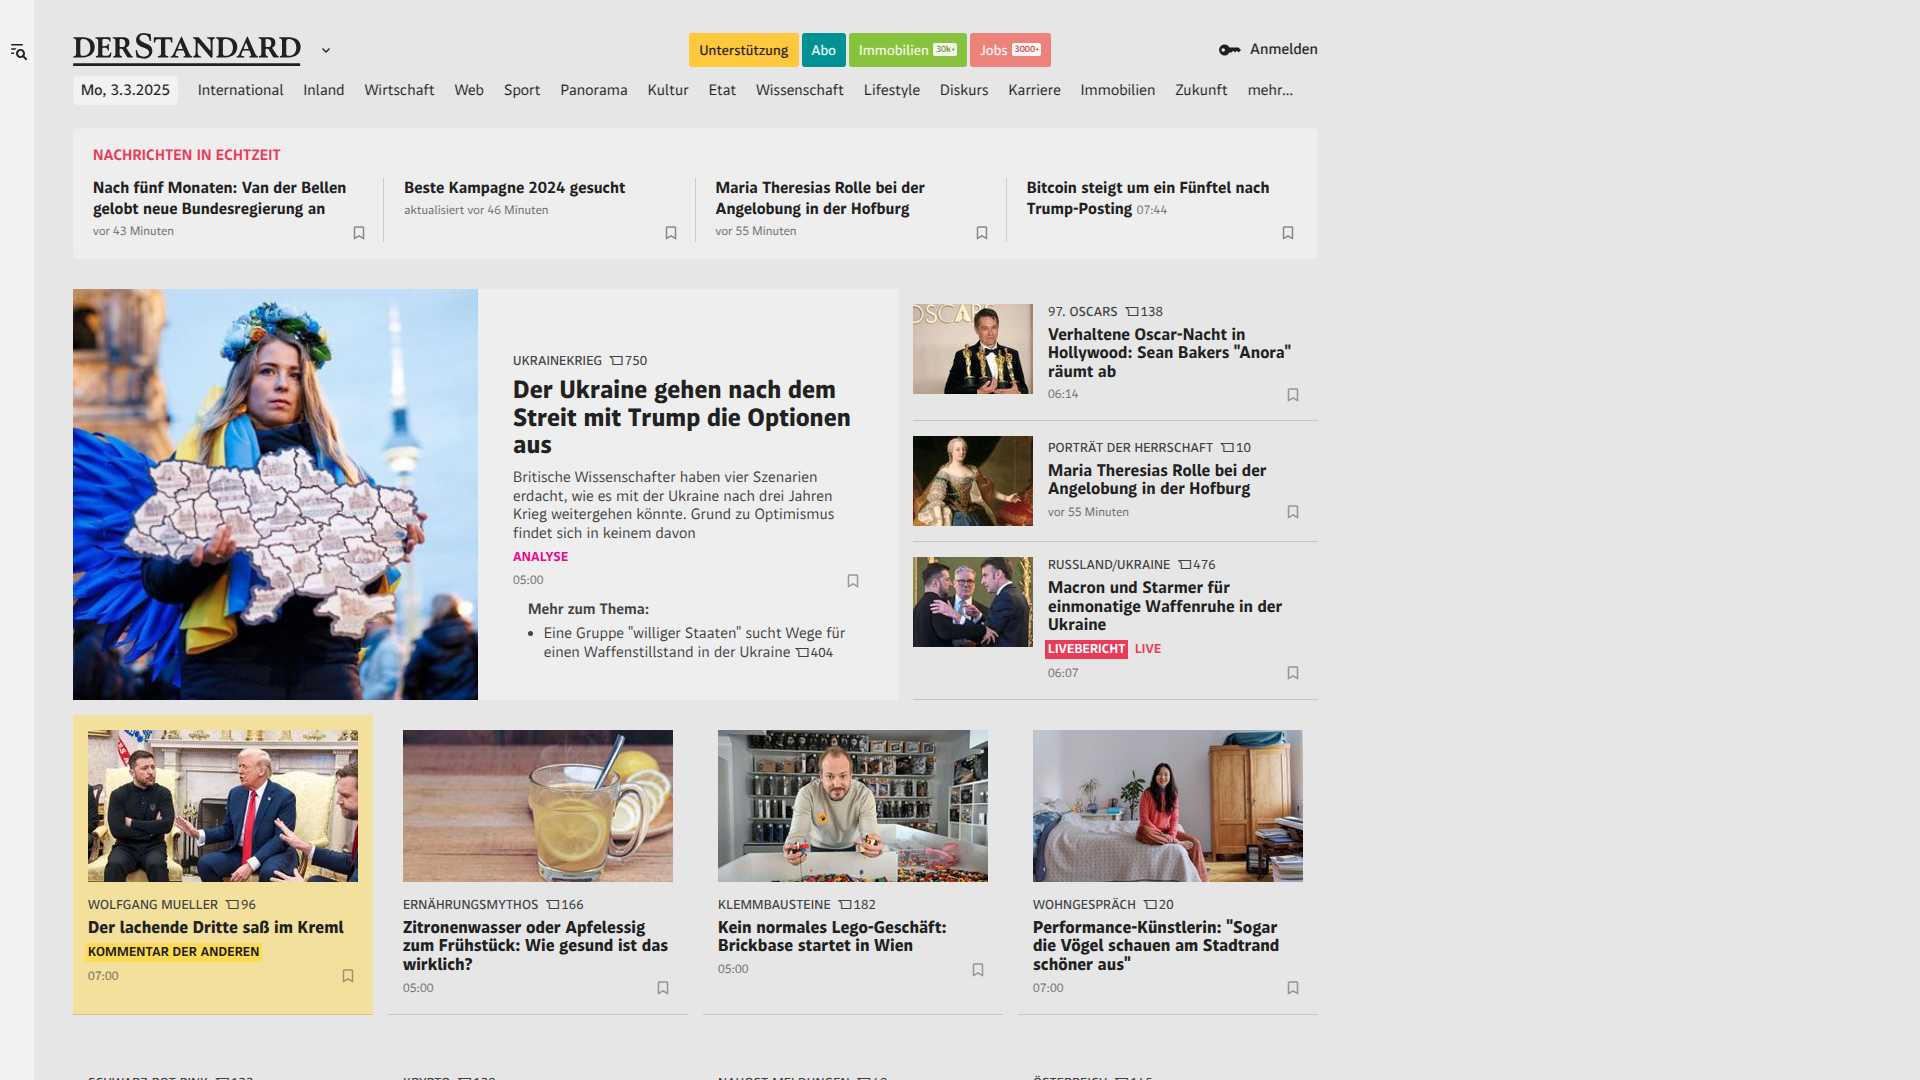 DERSTANDARD
Unterstützung
Abo
Immobilien 30k+
Jobs 3000+
Anmelden
Mo, 3.3.2025
International
Inland
Wirtschaft
Web
Sport
Panorama
Kultur
Etat
Wissenschaft
Lifestyle
Diskurs
Karriere
Immobilien
Zukunft
mehr...
NACHRICHTEN IN ECHTZEIT
Nach fünf Monaten: Van der Bellen
gelobt neue Bundesregierung an
vor 43 Minuten
Beste Kampagne 2024 gesucht
aktualisiert vor 46 Minuten
Maria Theresias Rolle bei der
Angelobung in der Hofburg
vor 55 Minuten
Bitcoin steigt um ein Fünftel nach
Trump-Posting 07:44
UKRAINEKRIEG 750
Der Ukraine gehen nach dem
Streit mit Trump die Optionen
aus
Britische Wissenschafter haben vier Szenarien
erdacht, wie es mit der Ukraine nach drei Jahren
Krieg weitergehen könnte. Grund zu Optimismus
findet sich in keinem davon
ANALYSE
05:00
Mehr zum Thema:
• Eine Gruppe "williger Staaten" sucht Wege für
einen Waffenstillstand in der Ukraine 404
OSCARS
97. OSCARS 138
Verhaltene Oscar-Nacht in
Hollywood: Sean Bakers "Anora"
räumt ab
06:14
PORTRÄT DER HERRSCHAFT 10
Maria Theresias Rolle bei der
Angelobung in der Hofburg
vor 55 Minuten
RUSSLAND/UKRAINE 476
Macron und Starmer für
einmonatige Waffenruhe in der
Ukraine
LIVEBERICHT LIVE
06:07
WOLFGANG MUELLER 96
Der lachende Dritte saß im Kreml
KOMMENTAR DER ANDEREN
07:00
ERNÄHRUNGSMYTHOS 166
Zitronenwasser oder Apfelessig
zum Frühstück: Wie gesund ist das
wirklich?
05:00
KLEMMBAUSTEINE 182
Kein normales Lego-Geschäft:
Brickbase startet in Wien
05:00
WOHNGESPRÄCH 20
Performance-Künstlerin: "Sogar
die Vögel schauen am Stadtrand
schöner aus"
07:00